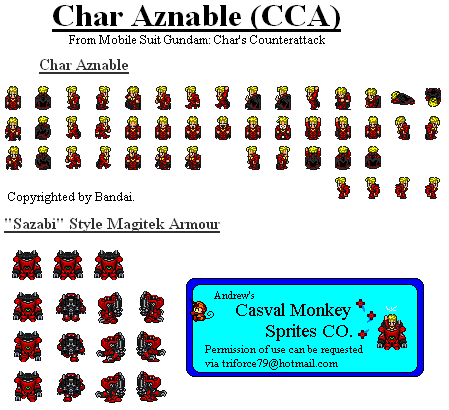 Char Aznable (CCA)
From Mobile Suit Gundam: Char's Counterattack
Char Aznable
Copyrighted by Bandai.
"Sazabi" Style Magitek Armour
Andrew's
Casval Monkey
Sprites CO.
Permission of use can be requested
via triforce79@hotmail.com